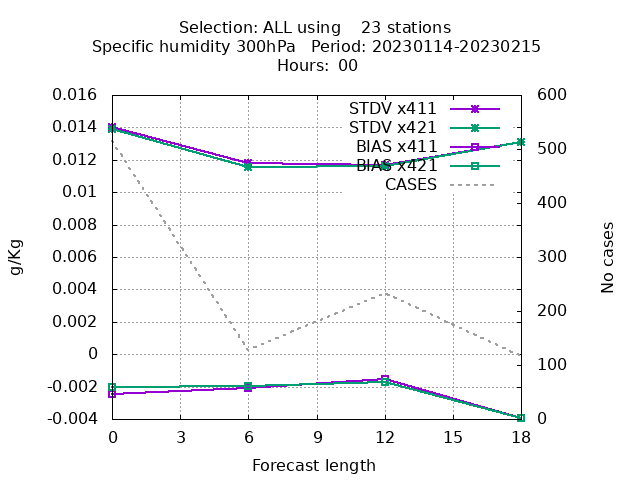 Selection: ALL using    23 stations
Specific humidity 300hPa   Period: 20230114-20230215
Hours: 00
0.016
0.014
0.012
0.01
0.008
0.006
0.004
0.002
0
-0.002
-0.004
g/Kg
STDV x411
STDV x421
BIAS x411
BIAS x421
CASES
600
500
400
300
200
100
0
No cases
0 3 6 9 12 15 18
Forecast length